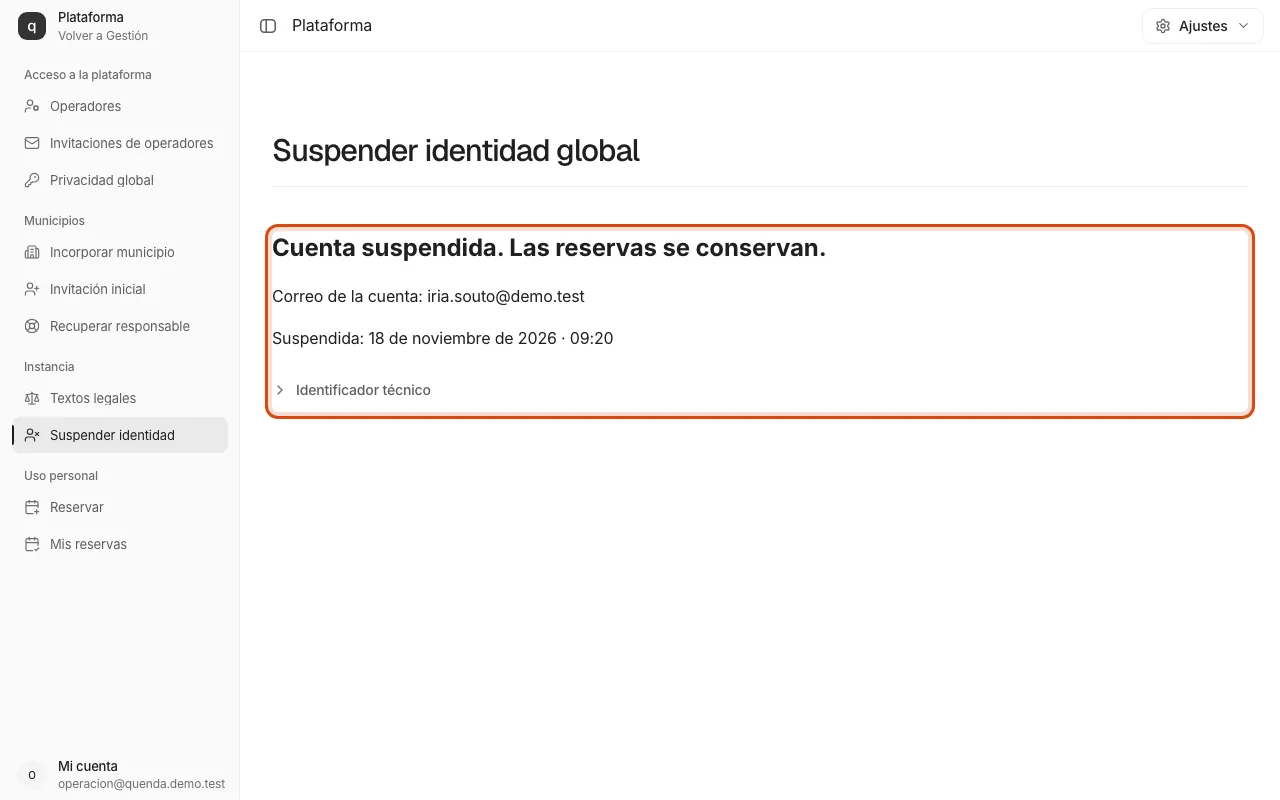 q
Plataforma
Volver a Gestión
Acceso a la plataforma
Operadores
Invitaciones de operadores
Privacidad global
Municipios
Incorporar municipio
Invitación inicial
Recuperar responsable
Instancia
Textos legales
Suspender identidad
Uso personal
Reservar
Mis reservas
O
Mi cuenta
operacion@quenda.demo.test
Plataforma
Ajustes
Suspender identidad global
Cuenta suspendida. Las reservas se conservan.
Correo de la cuenta: iria.souto@demo.test
Suspendida: 18 de noviembre de 2026 · 09:20
Identificador técnico